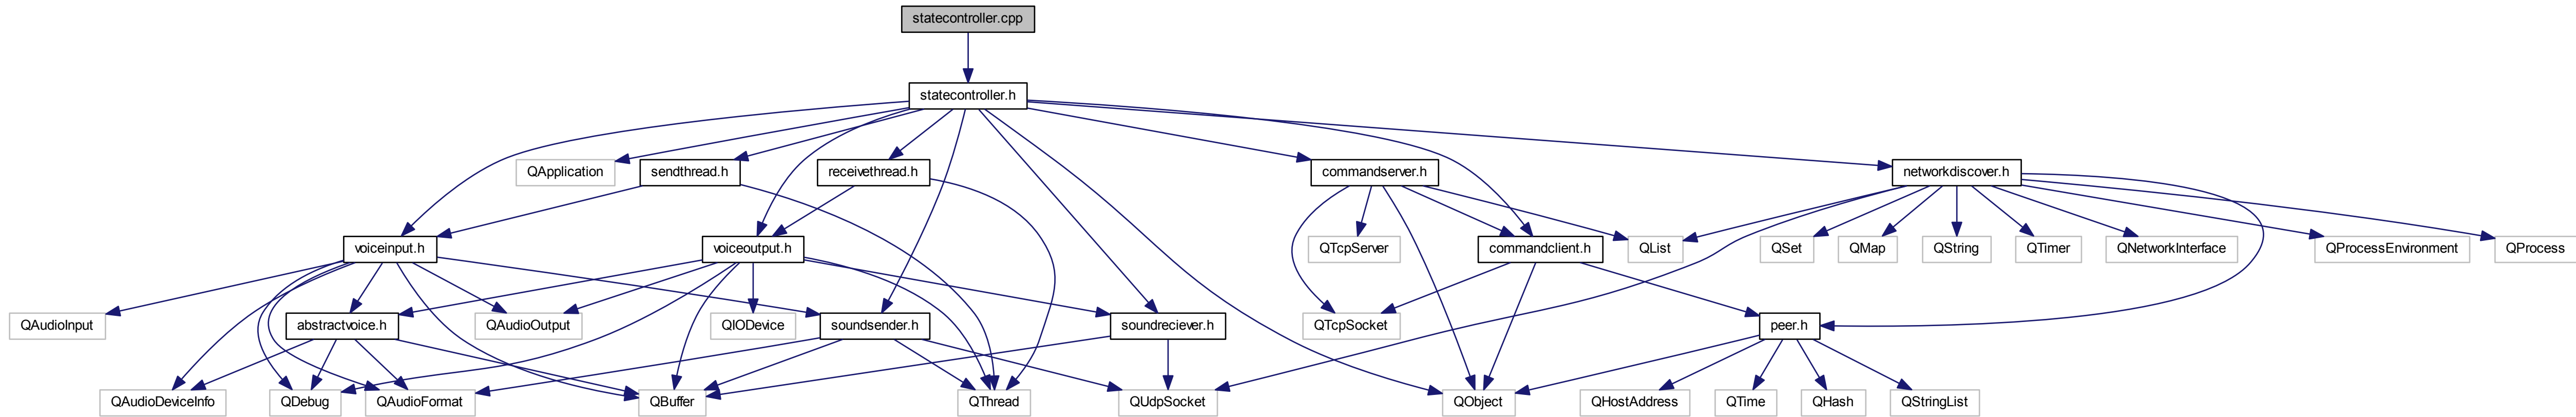 statecontroller.cpp
statecontroller.h
QApplication
sendthread.h
receivethread.h
commandserver.h
networkdiscover.h
voiceinput.h
voiceoutput.h
QTcpServer
commandclient.h
QList
QSet
QMap
QString
QTimer
QNetworkInterface
QProcessEnvironment
QProcess
QAudioInput
abstractvoice.h
QAudioOutput
QIODevice
soundsender.h
soundreciever.h
QTcpSocket
peer.h
QAudioDeviceInfo
QDebug
QAudioFormat
QBuffer
QThread
QUdpSocket
QObject
QHostAddress
QTime
QHash
QStringList